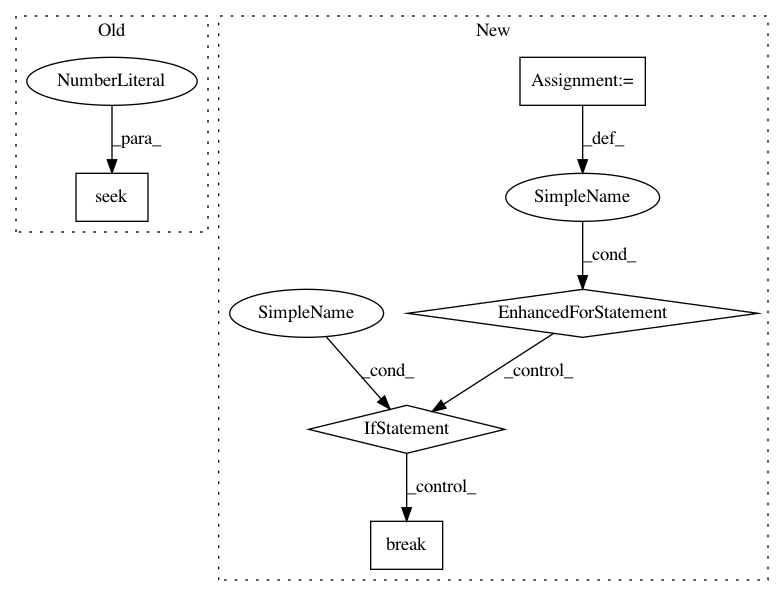 Old
New
NumberLiteral
Assignment:=
_para_
_def_
seek
SimpleName
_cond_
SimpleName
EnhancedForStatement
_cond_
_control_
IfStatement
_control_
break